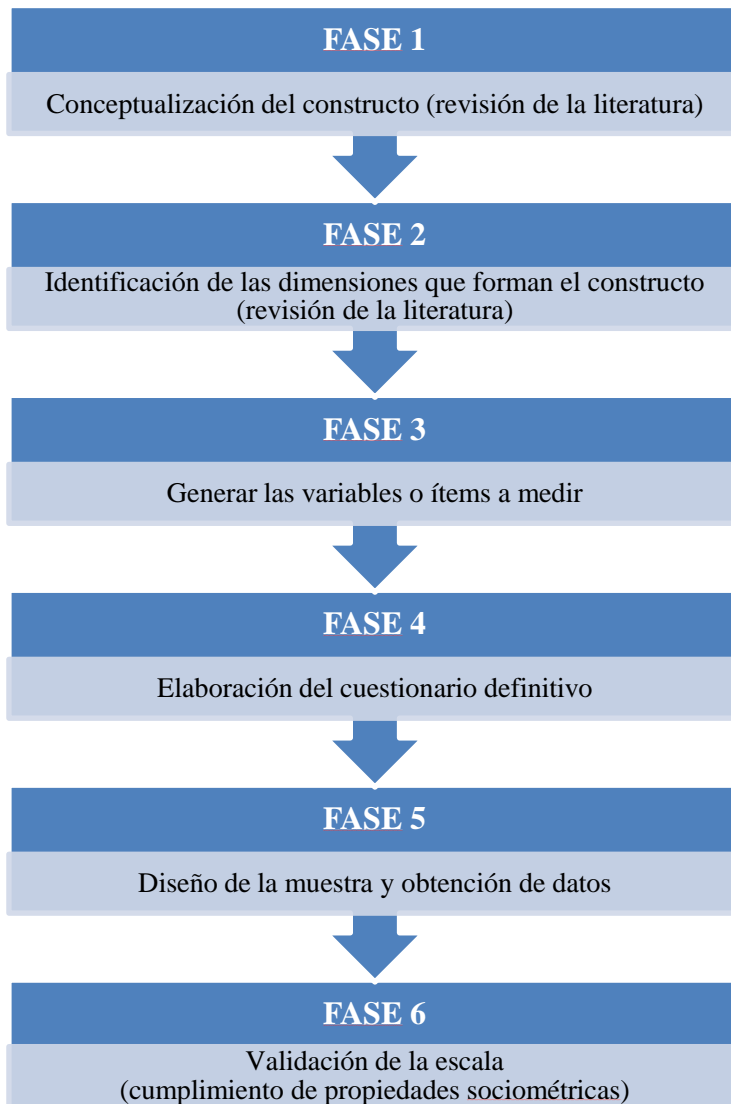 FASE 1
Conceptualización del constructo (revisión de la literatura)
FASE 2
Identificación de las dimensiones que forman el constructo
(revisión de la literatura)
FASE 3
Generar las variables o ítems a medir
FASE 4
Elaboración del cuestionario definitivo
FASE 5
Diseño de la muestra y obtención de datos
FASE 6
Validación de la escala
(cumplimiento de propiedades sociométricas)